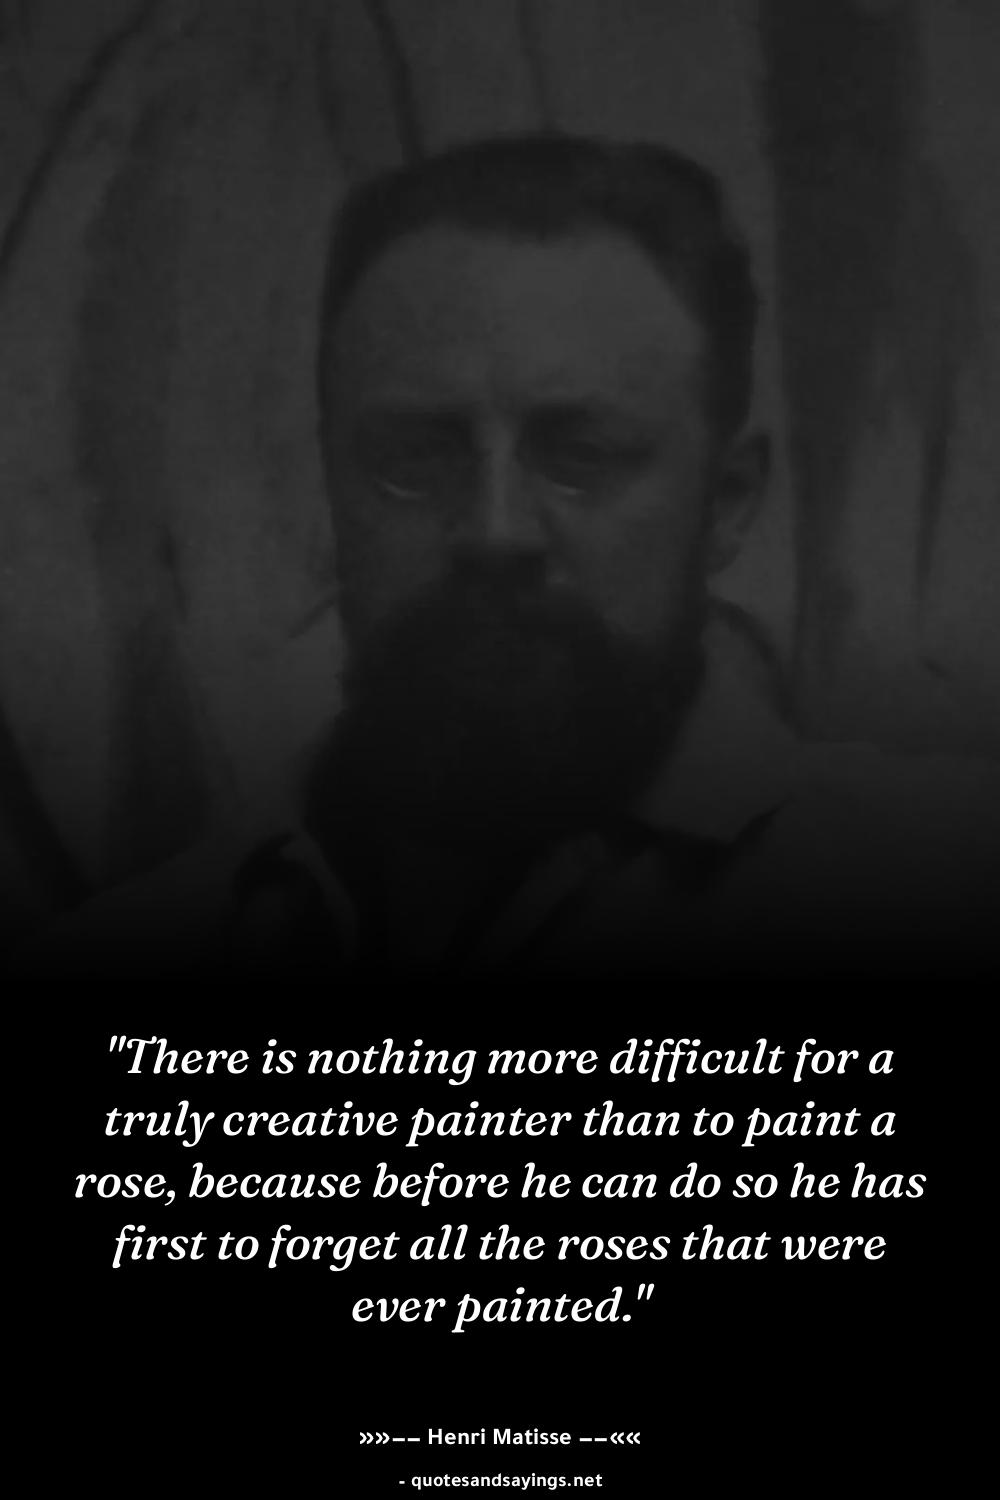 "There is nothing more difficult for a
truly creative painter than to paint a
rose, because before he can do so he has
first to forget all the roses that were
ever painted."
»»−− Henri Matisse −−««
- quotesandsayings.net